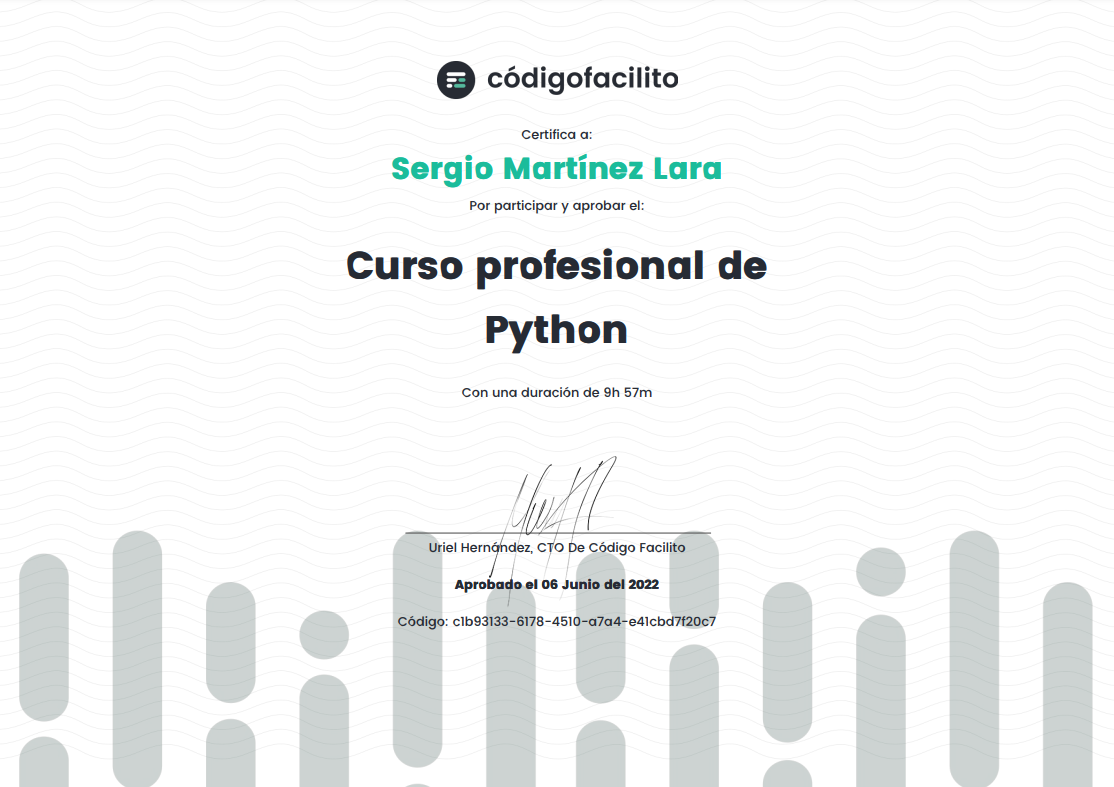 códigofacilito
Certifica a:
Sergio Martínez Lara
Por participar y aprobar el:
Curso profesional de
Python
Con una duración de 9h 57m
Uriel Hernández, CTO De Código Facilito
Aprobado el 06 Junio del 2022
Código: c1b93133-6178-4510-a7a4-e41cbd7f20c7